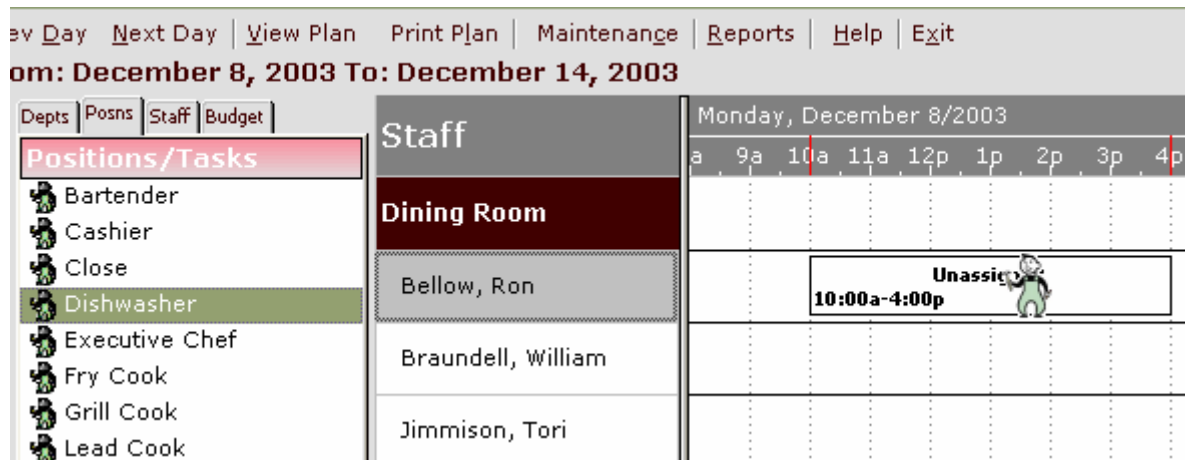 ev Day Next Day View Plan Print Plan Maintenance Reports Help Exit
om: December 8, 2003 To: December 14, 2003
Depts Posns Staff Budget
Positions/Tasks
Bartender
Cashier
Close
Dishwasher
Executive Chef
Fry Cook
Grill Cook
Lead Cook
Staff
Dining Room
Bellow, Ron
Braundell, William
Jimmison, Tori
Monday, December 8/2003
a 9a 10a 11a 12p 1p 2p 3p 4p
10:00a-4:00p